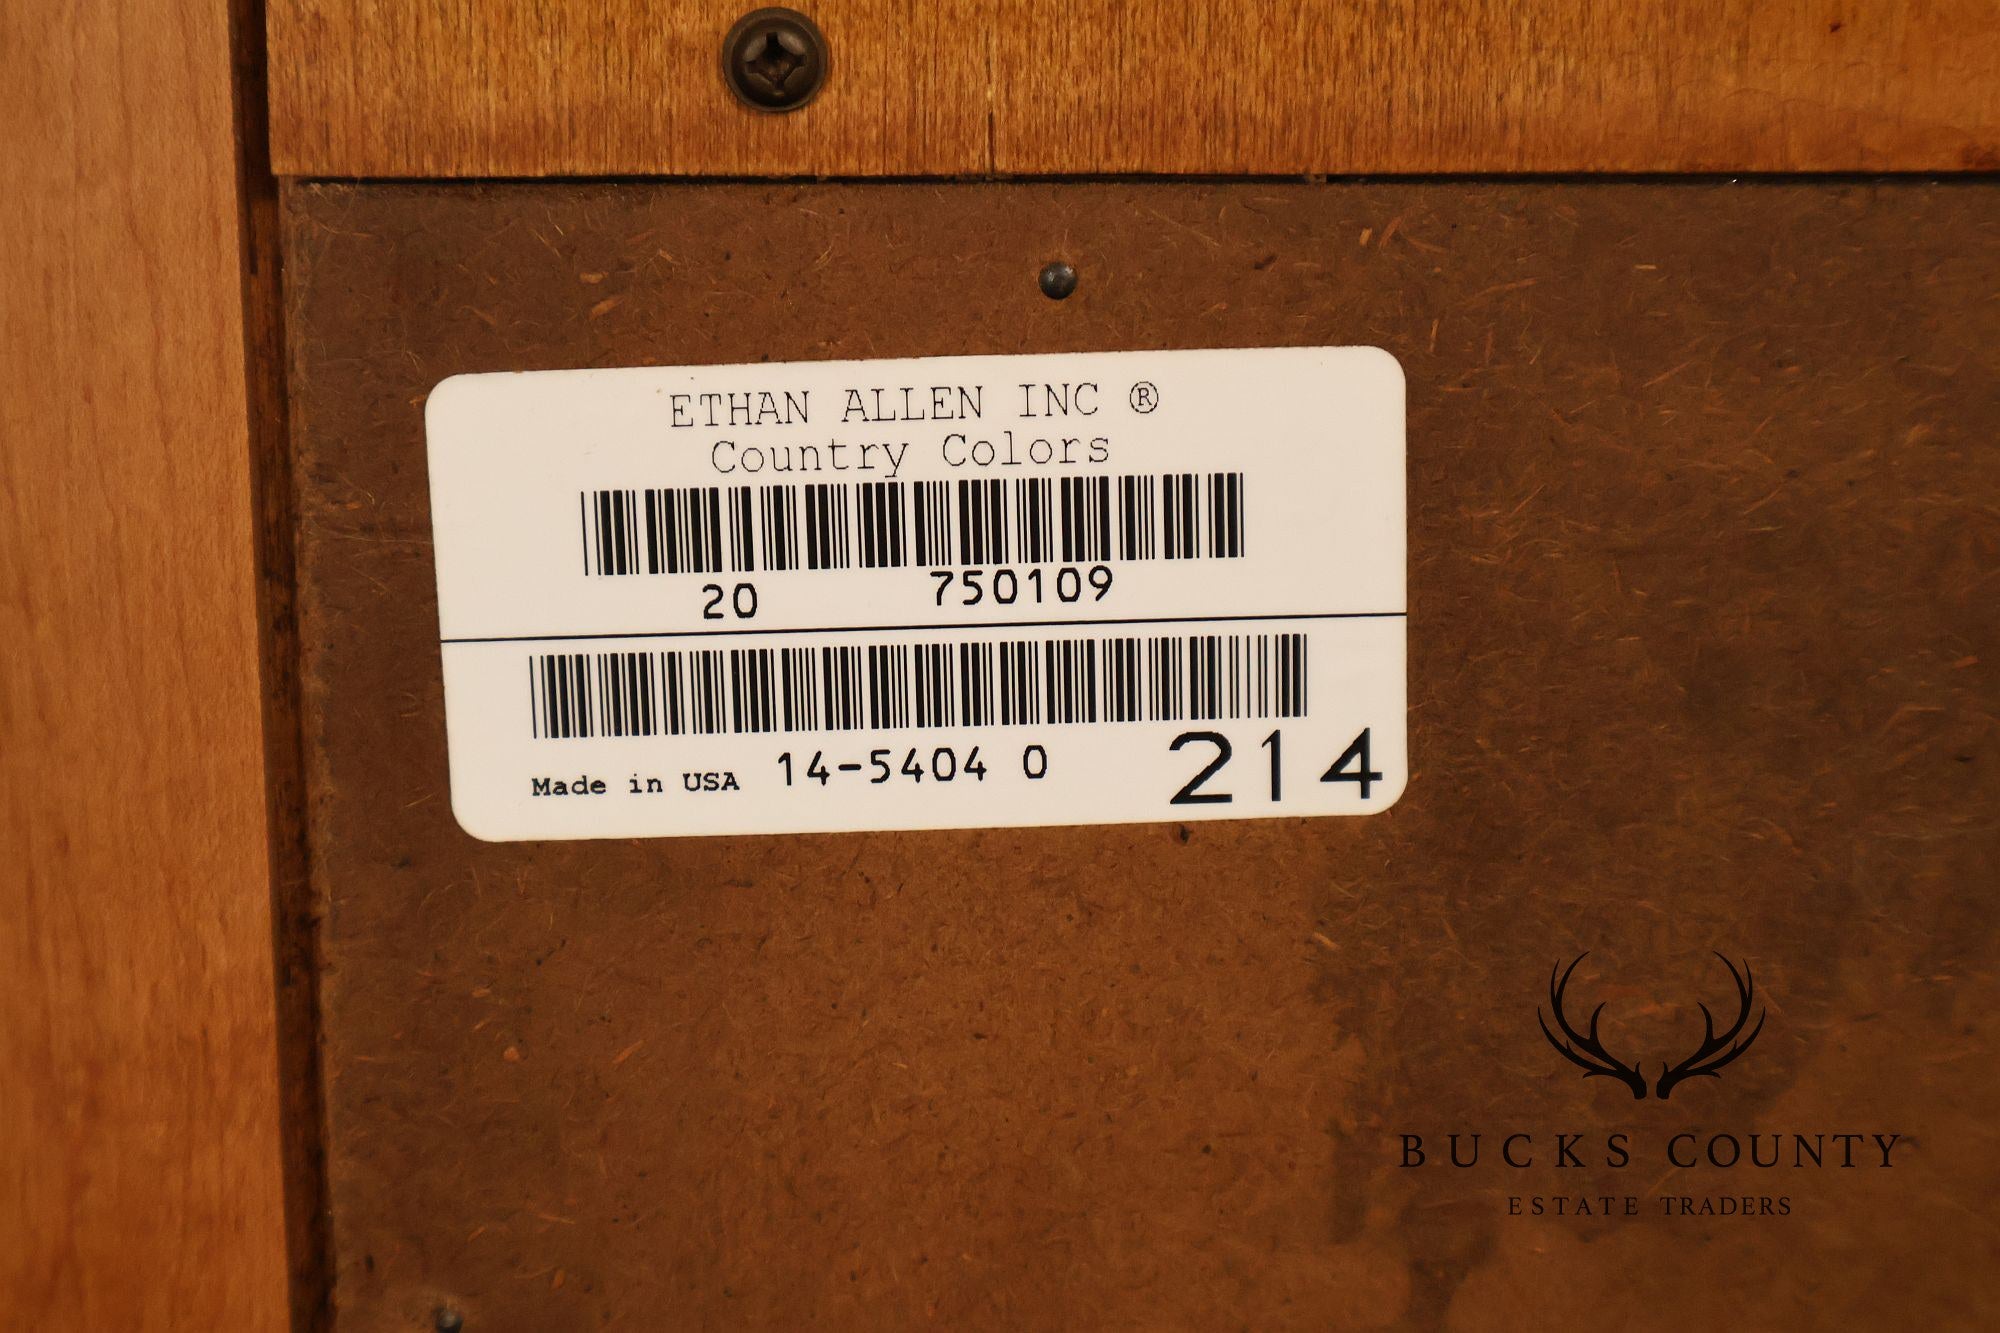 ETHAN ALLEN INC ®
Country Colors
20 750109
Made in USA 14-5404 0 214
BUCKS COUNTY
ESTATE TRADERS